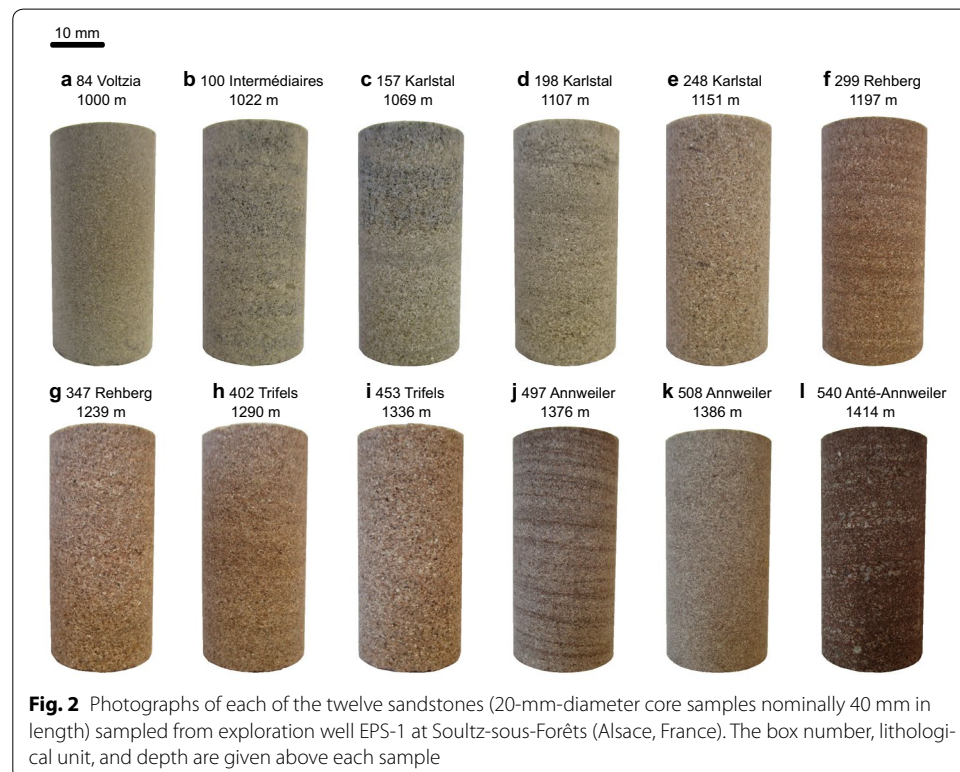 10 mm
a 84 Voltzia
1000 m
b 100 Intermédiaires
1022 m
c 157 Karlstal
1069 m
d 198 Karlstal
1107 m
e 248 Karlstal
1151 m
f 299 Rehberg
1197 m
g 347 Rehberg
1239 m
h 402 Trifels
1290 m
i 453 Trifels
1336 m
j 497 Annweiler
1376 m
k 508 Annweiler
1386 m
l 540 Anté-Annweiler
1414 m
Fig. 2 Photographs of each of the twelve sandstones (20-mm-diameter core samples nominally 40 mm in
length) sampled from exploration well EPS-1 at Soultz-sous-Forêts (Alsace, France). The box number, lithologi-
cal unit, and depth are given above each sample